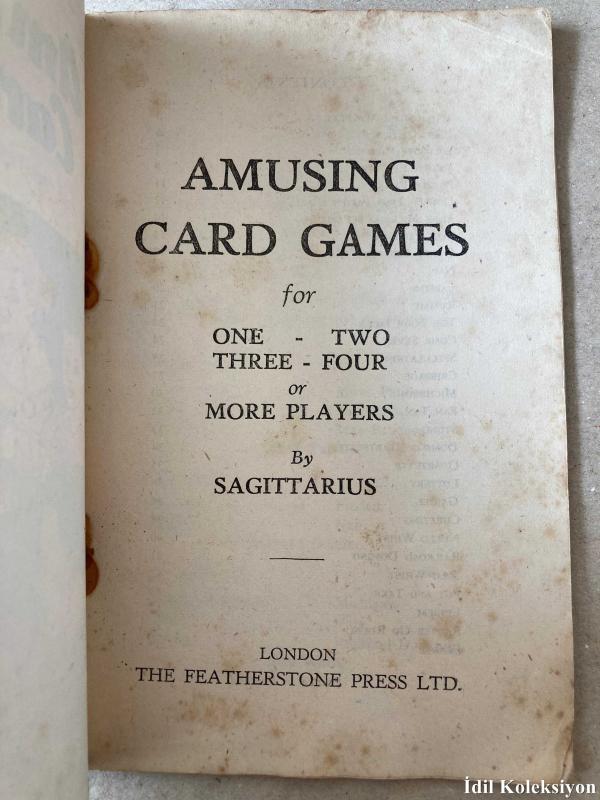 AMUSING
CARD GAMES
for
ONE - TWO
THREE - FOUR
or
MORE PLAYERS
By
SAGITTARIUS
LONDON
THE FEATHERSTONE PRESS LTD.
İdil Koleksiyon